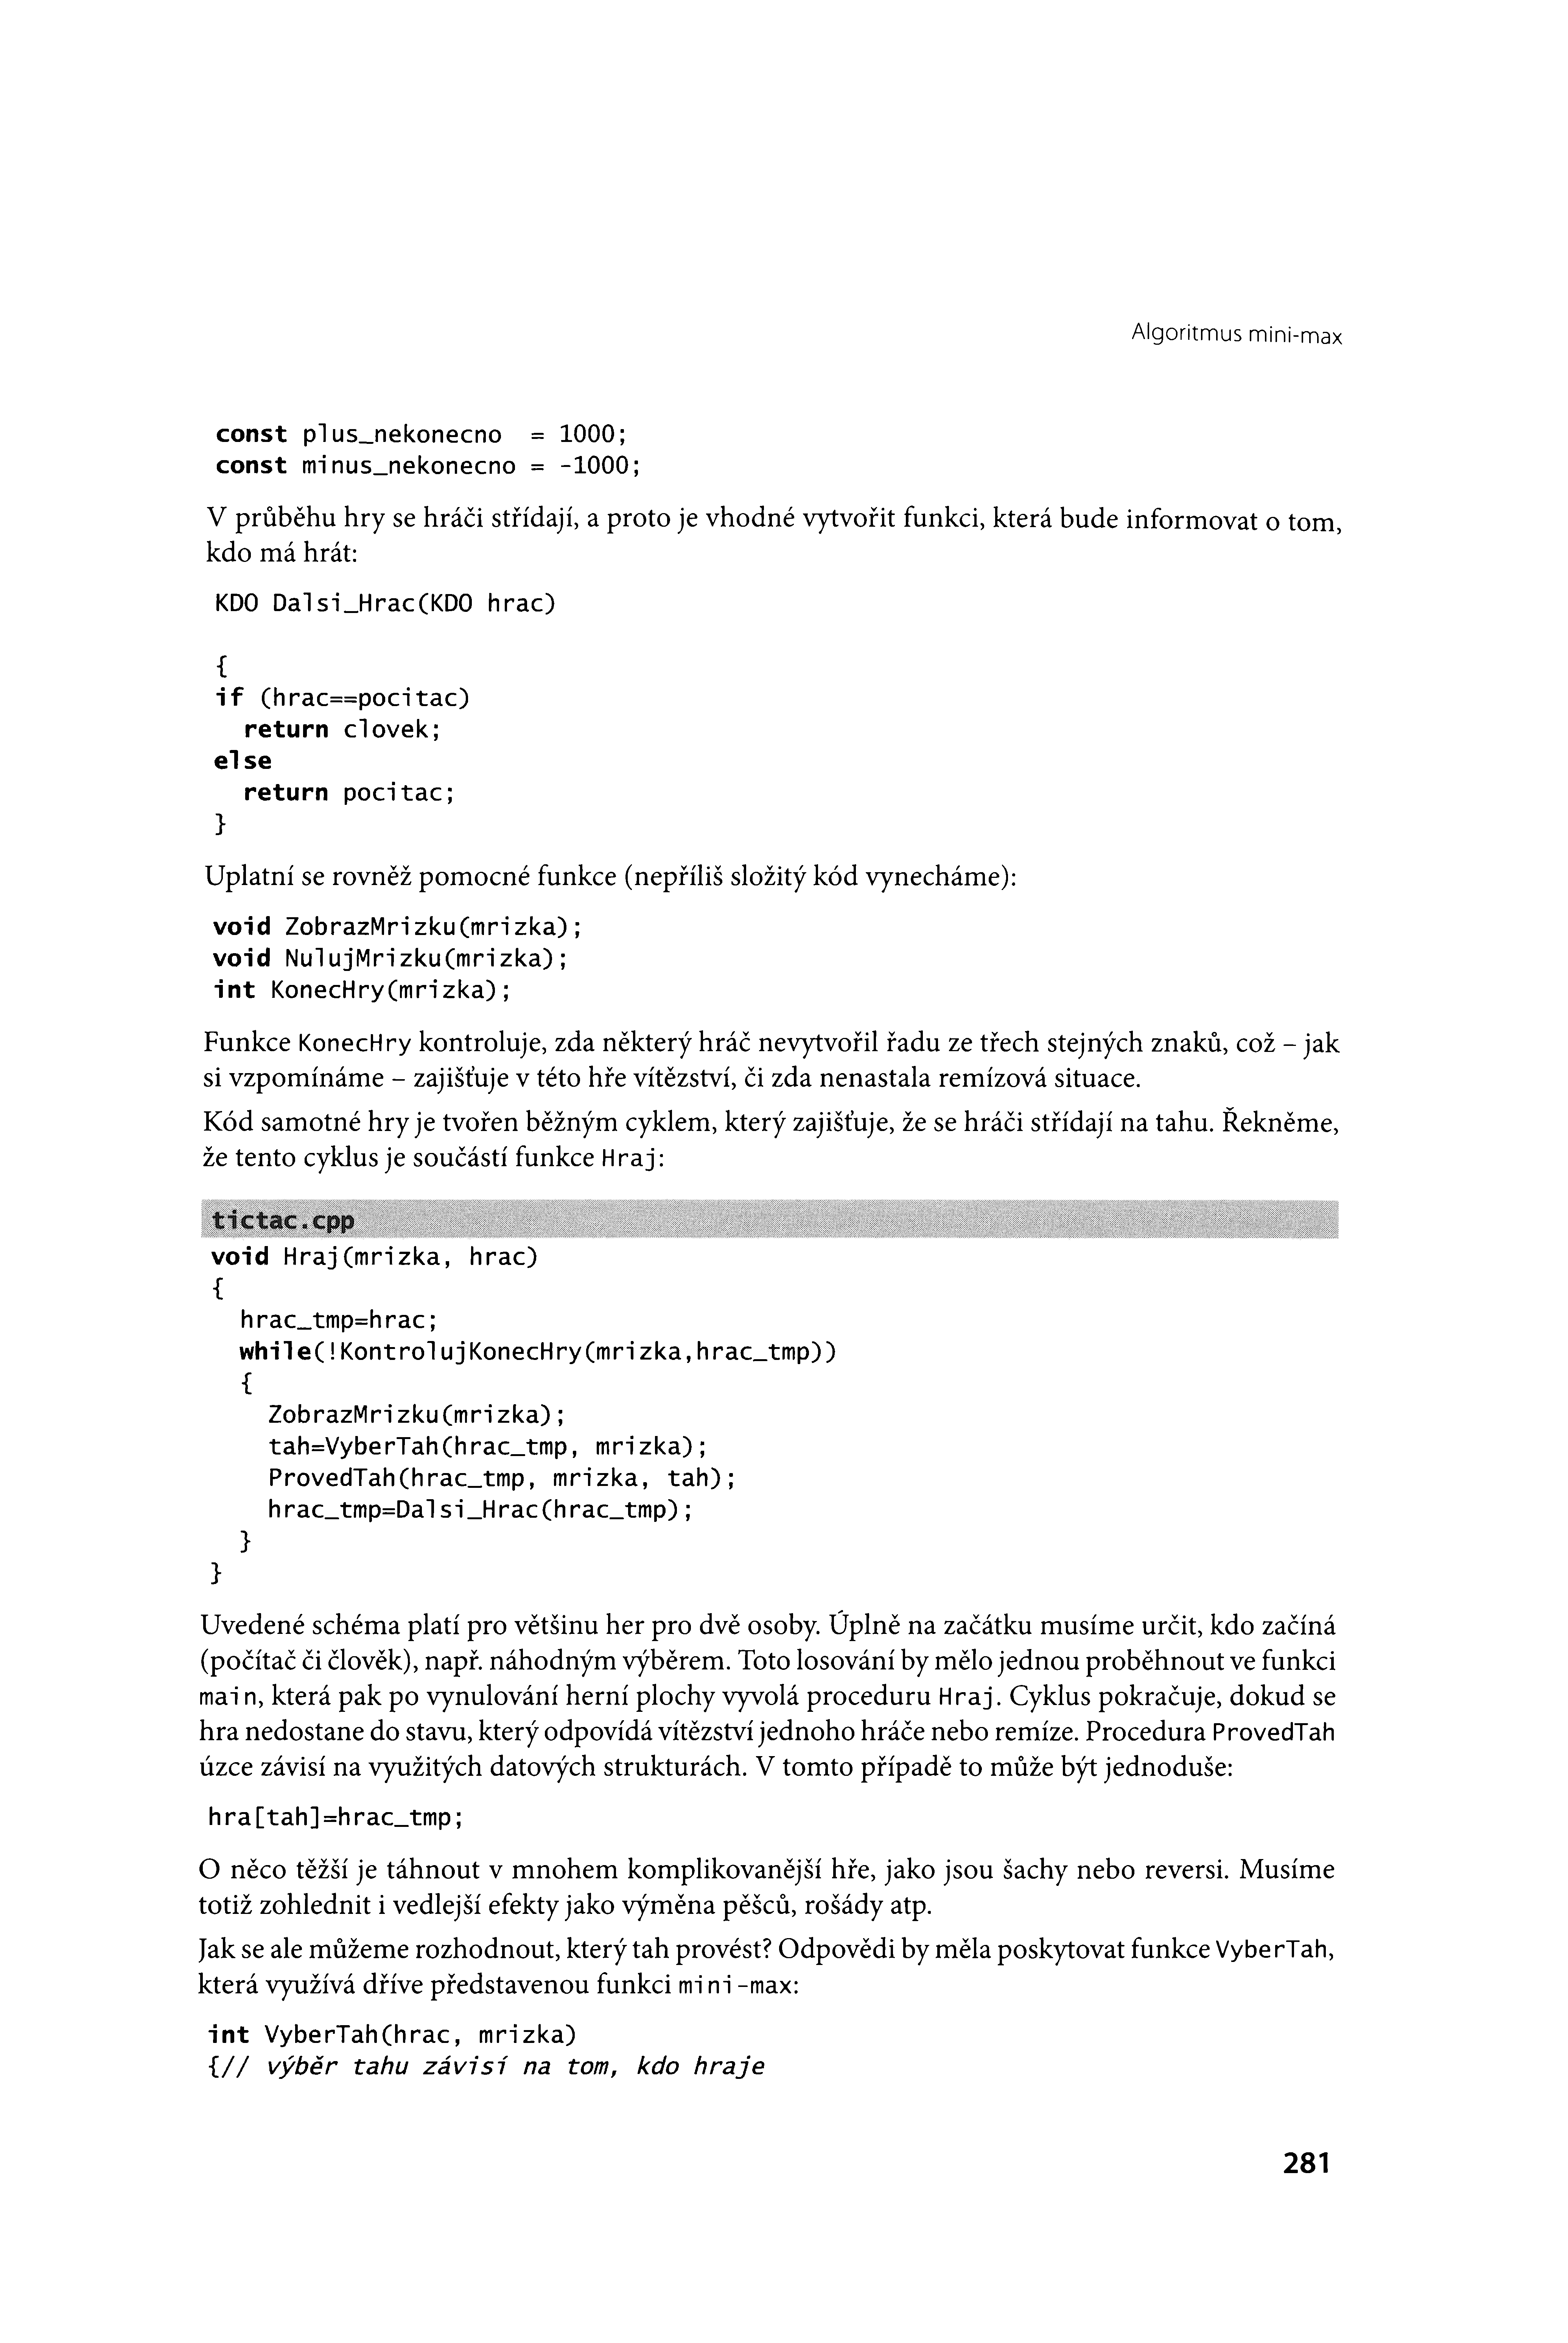 Algoritmus mini-max
const plus_nekonecno  = 1000;
const minus_nekonecno = -1000;
V průběhu hry se hráči střídají, a proto je vhodné vytvořit funkci, která bude informovat o tom,
kdo má hrát:
KDO Dalsi_Hrac(KDO hrac)
{
if (hrac==pocitac)
  return clovek;
else
  return pocitac;
}
Uplatní se rovněž pomocné funkce (nepříliš složitý kód vynecháme):
void ZobrazMrizku(mrizka);
void NulujMrizku(mrizka);
int KonecHry(mrizka);
Funkce KonecHry kontroluje, zda některý hráč nevytvořil řadu ze třech stejných znaků, což – jak
si vzpomínáme – zajišťuje v této hře vítězství, či zda nenastala remízová situace.
Kód samotné hry je tvořen běžným cyklem, který zajišťuje, že se hráči střídají na tahu. Řekněme,
že tento cyklus je součástí funkce Hraj:
tictac.cpp
void Hraj(mrizka, hrac)
{
  hrac_tmp=hrac;
  while(!KontrolujKonecHry(mrizka,hrac_tmp))
  {
    ZobrazMrizku(mrizka);
    tah=VyberTah(hrac_tmp, mrizka);
    ProvedTah(hrac_tmp, mrizka, tah);
    hrac_tmp=Dalsi_Hrac(hrac_tmp);
  }
}
Uvedené schéma platí pro většinu her pro dvě osoby. Úplně na začátku musíme určit, kdo začíná
(počítač či člověk), např. náhodným výběrem. Toto losování by mělo jednou proběhnout ve funkci
main, která pak po vynulování herní plochy vyvolá proceduru Hraj. Cyklus pokračuje, dokud se
hra nedostane do stavu, který odpovídá vítězství jednoho hráče nebo remíze. Procedura ProvedTah
úzce závisí na využitých datových strukturách. V tomto případě to může být jednoduše:
hra[tah]=hrac_tmp;
O něco těžší je táhnout v mnohem komplikovanější hře, jako jsou šachy nebo reversi. Musíme
totiž zohlednit i vedlejší efekty jako výměna pěšců, rošády atp.
Jak se ale můžeme rozhodnout, který tah provést? Odpovědi by měla poskytovat funkce VyberTah,
která využívá dříve představenou funkci mini-max:
int VyberTah(hrac, mrizka)
{// výběr tahu závisí na tom, kdo hraje
281